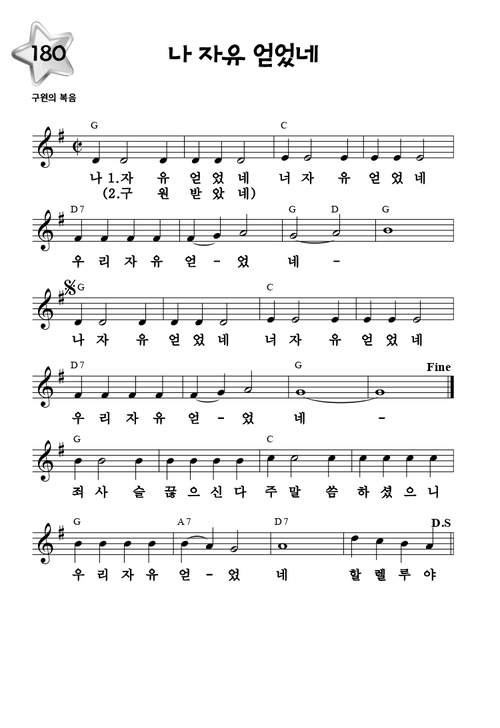 180
나 자유 얻었네
구원의 복음
G C
나 1.자 유 얻 었 네 너 자 유 얻 었 네
(2.구 원 받 았 네)
D7 G D G
우 리 자 유 얻 - 었 네 -
G C
나 자 유 얻 었 네 너 자 유 얻 었 네
D7 G Fine
우 리 자 유 얻 - 었 네 -
G C
죄 사 슬 끊 으 신 다 주 말 씀 하 셨 으 니
G A7 D7 D.S
우 리 자 유 얻 - 었 네 할 렐 루 야